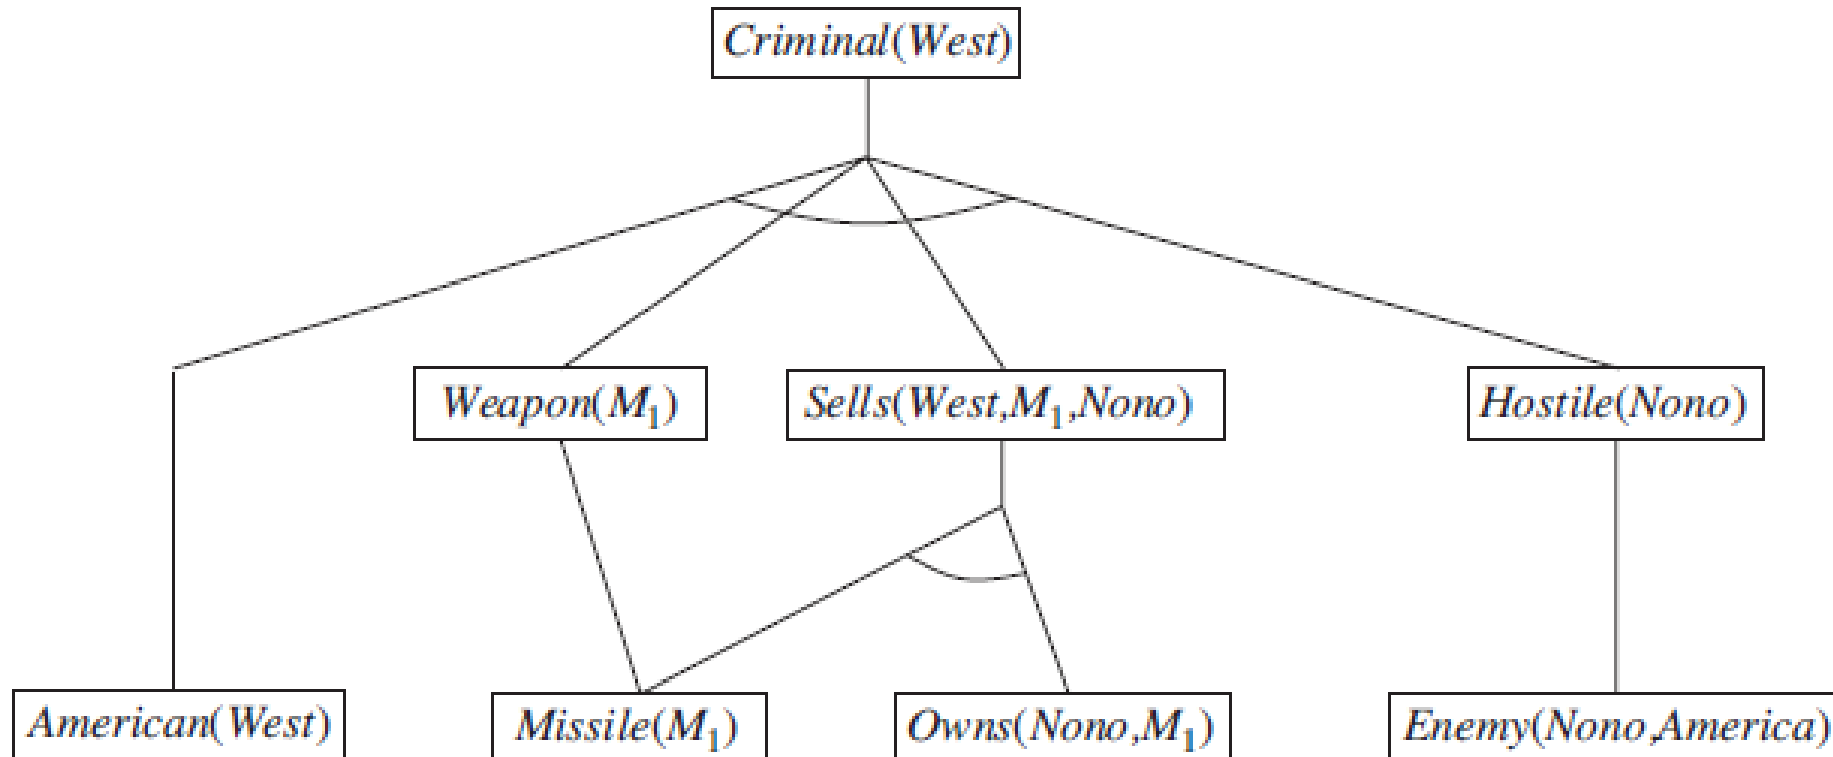 Criminal(West)
Weapon(M₁)
Sells(West,M₁,Nono)
Hostile(Nono)
American(West)
Missile(M₁)
Owns(Nono,M₁)
Enemy(Nono,America)